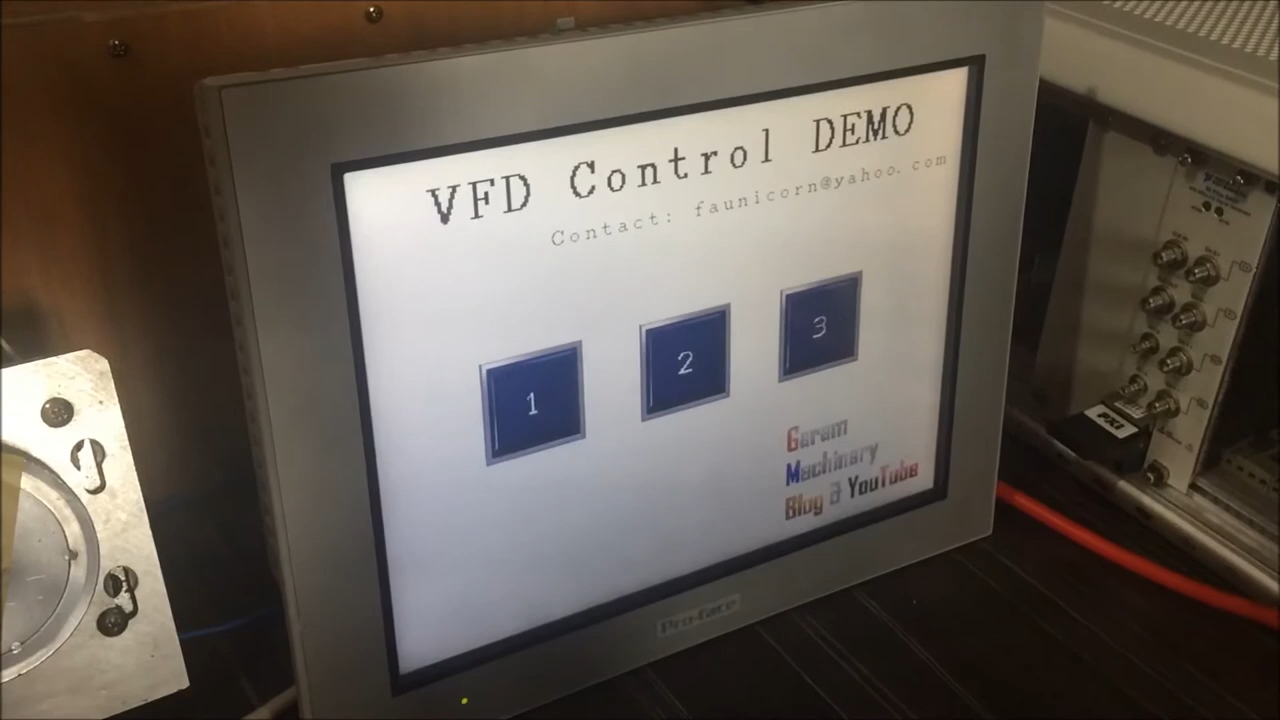 VFD Control DEMO
Contact: faunicorn@yahoo.com
1
2
3
Garam
Machinery
Blog & YouTube
Pro-face
PXI